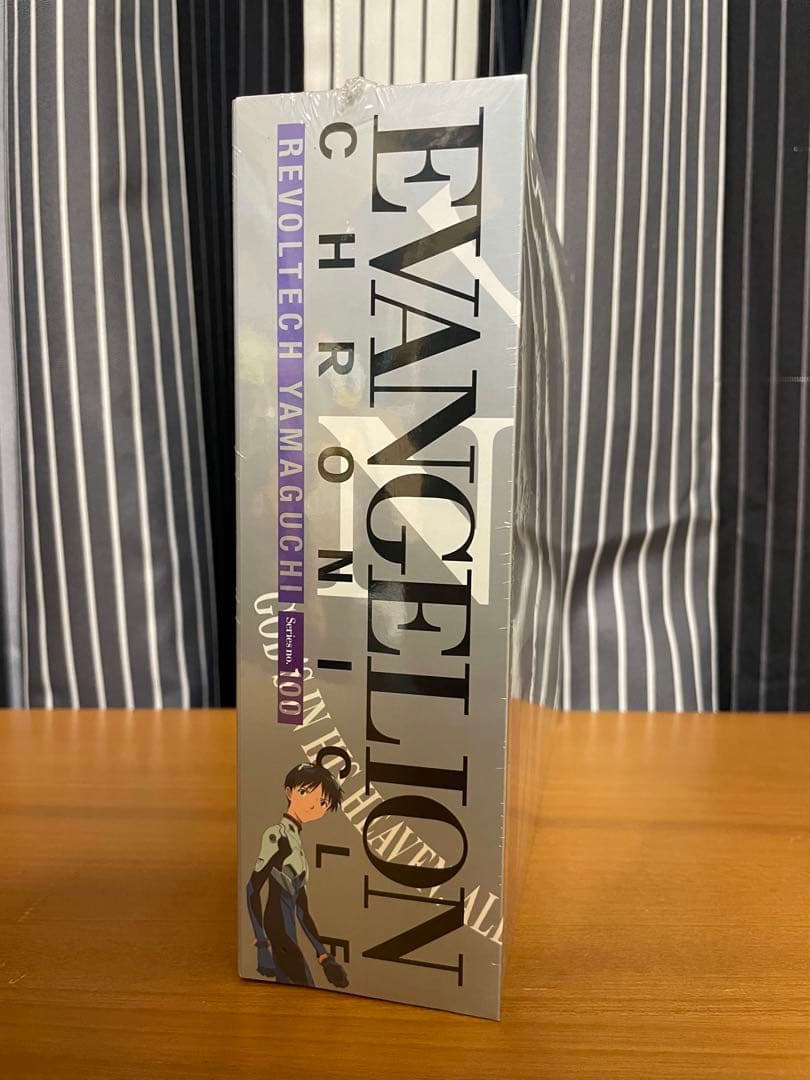 EVANGELION
CHRONICLE
REVOLTECH YAMAGUCHI Series no. 100
GOD'S IN HIS HEAVEN, ALL